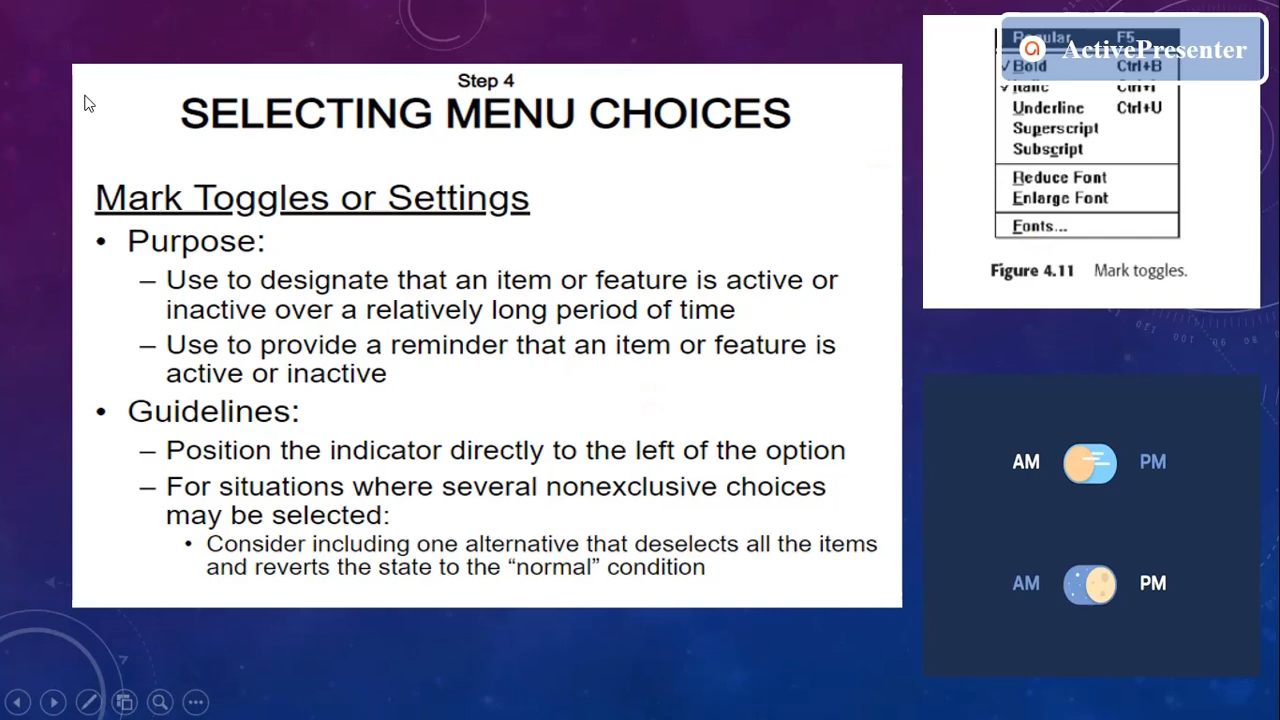 Step 4
SELECTING MENU CHOICES
Mark Toggles or Settings
• Purpose:
– Use to designate that an item or feature is active or
inactive over a relatively long period of time
– Use to provide a reminder that an item or feature is
active or inactive
• Guidelines:
– Position the indicator directly to the left of the option
– For situations where several nonexclusive choices
may be selected:
• Consider including one alternative that deselects all the items
and reverts the state to the “normal” condition
Regular F5
ActivePresenter
✓ Bold Ctrl+B
✓ Italic Ctrl+I
Underline Ctrl+U
Superscript
Subscript
Reduce Font
Enlarge Font
Fonts...
Figure 4.11 Mark toggles.
AM PM
AM PM